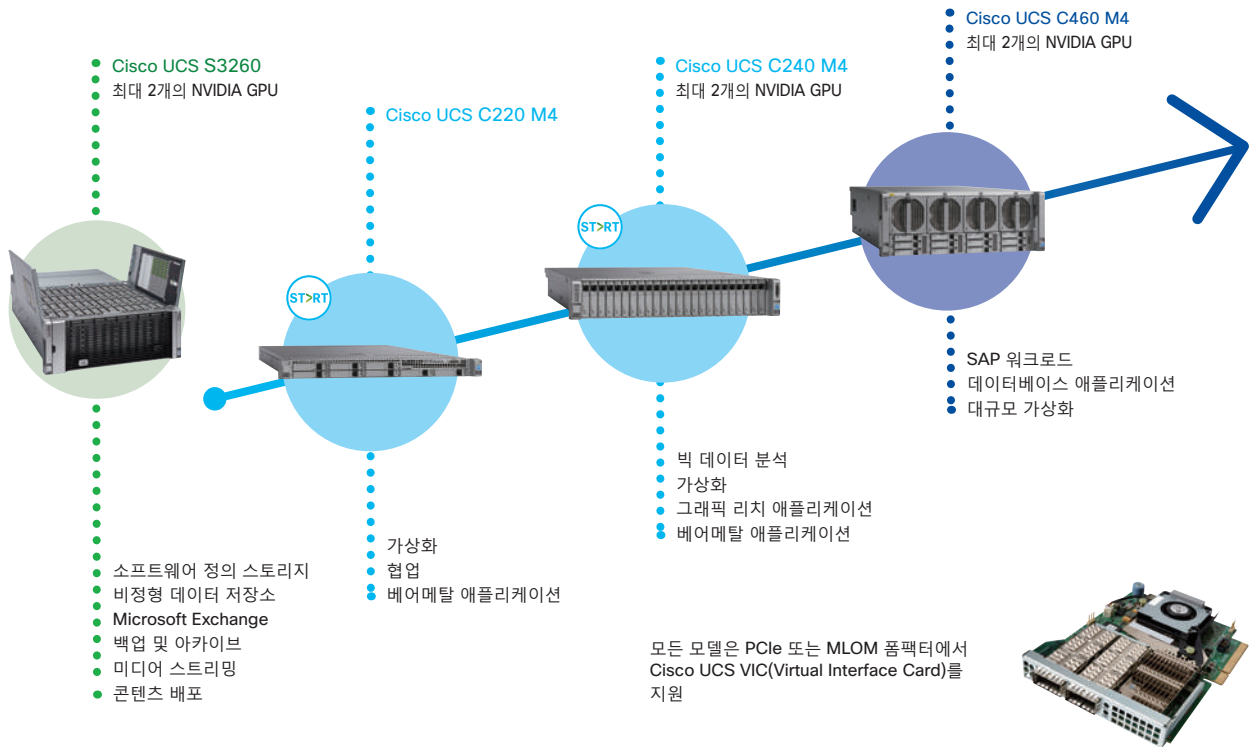 Cisco UCS S3260
최대 2개의 NVIDIA GPU
소프트웨어 정의 스토리지
비정형 데이터 저장소
Microsoft Exchange
백업 및 아카이브
미디어 스트리밍
콘텐츠 배포
Cisco UCS C220 M4
ST>RT
가상화
협업
베어메탈 애플리케이션
Cisco UCS C240 M4
최대 2개의 NVIDIA GPU
ST>RT
빅 데이터 분석
가상화
그래픽 리치 애플리케이션
베어메탈 애플리케이션
Cisco UCS C460 M4
최대 2개의 NVIDIA GPU
SAP 워크로드
데이터베이스 애플리케이션
대규모 가상화
모든 모델은 PCIe 또는 MLOM 폼팩터에서
Cisco UCS VIC(Virtual Interface Card)를
지원